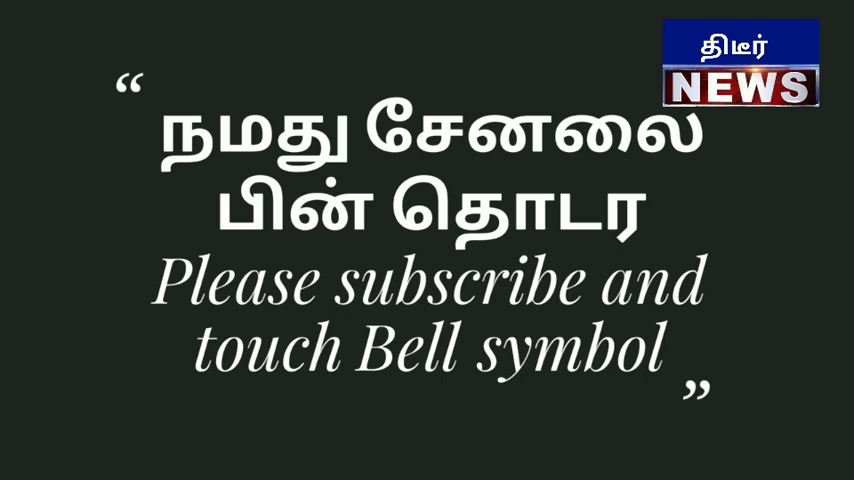 திடீர்
NEWS
“
நமது சேனலை
பின் தொடர
Please subscribe and
touch Bell symbol
”